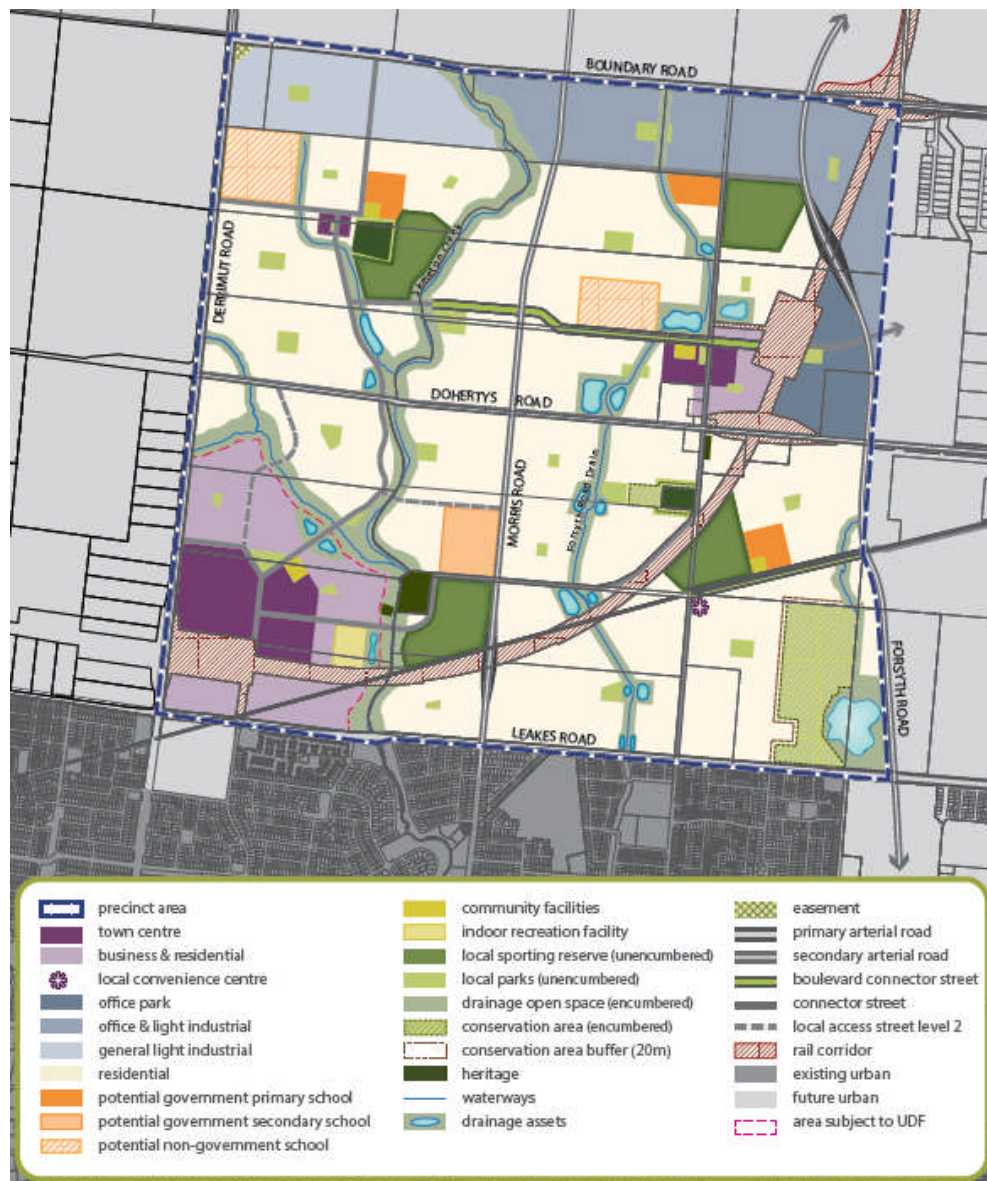 BOUNDARY ROAD
DERRIMUT ROAD
DOHERTYS ROAD
MORRIS ROAD
Forsyth Road Drain
FORSYTH ROAD
LEAKES ROAD
precinct area
town centre
business & residential
local convenience centre
office park
office & light industrial
general light industrial
residential
potential government primary school
potential government secondary school
potential non-government school
community facilities
indoor recreation facility
local sporting reserve (unencumbered)
local parks (unencumbered)
drainage open space (encumbered)
conservation area (encumbered)
conservation area buffer (20m)
heritage
waterways
drainage assets
easement
primary arterial road
secondary arterial road
boulevard connector street
connector street
local access street level 2
rail corridor
existing urban
future urban
area subject to UDF